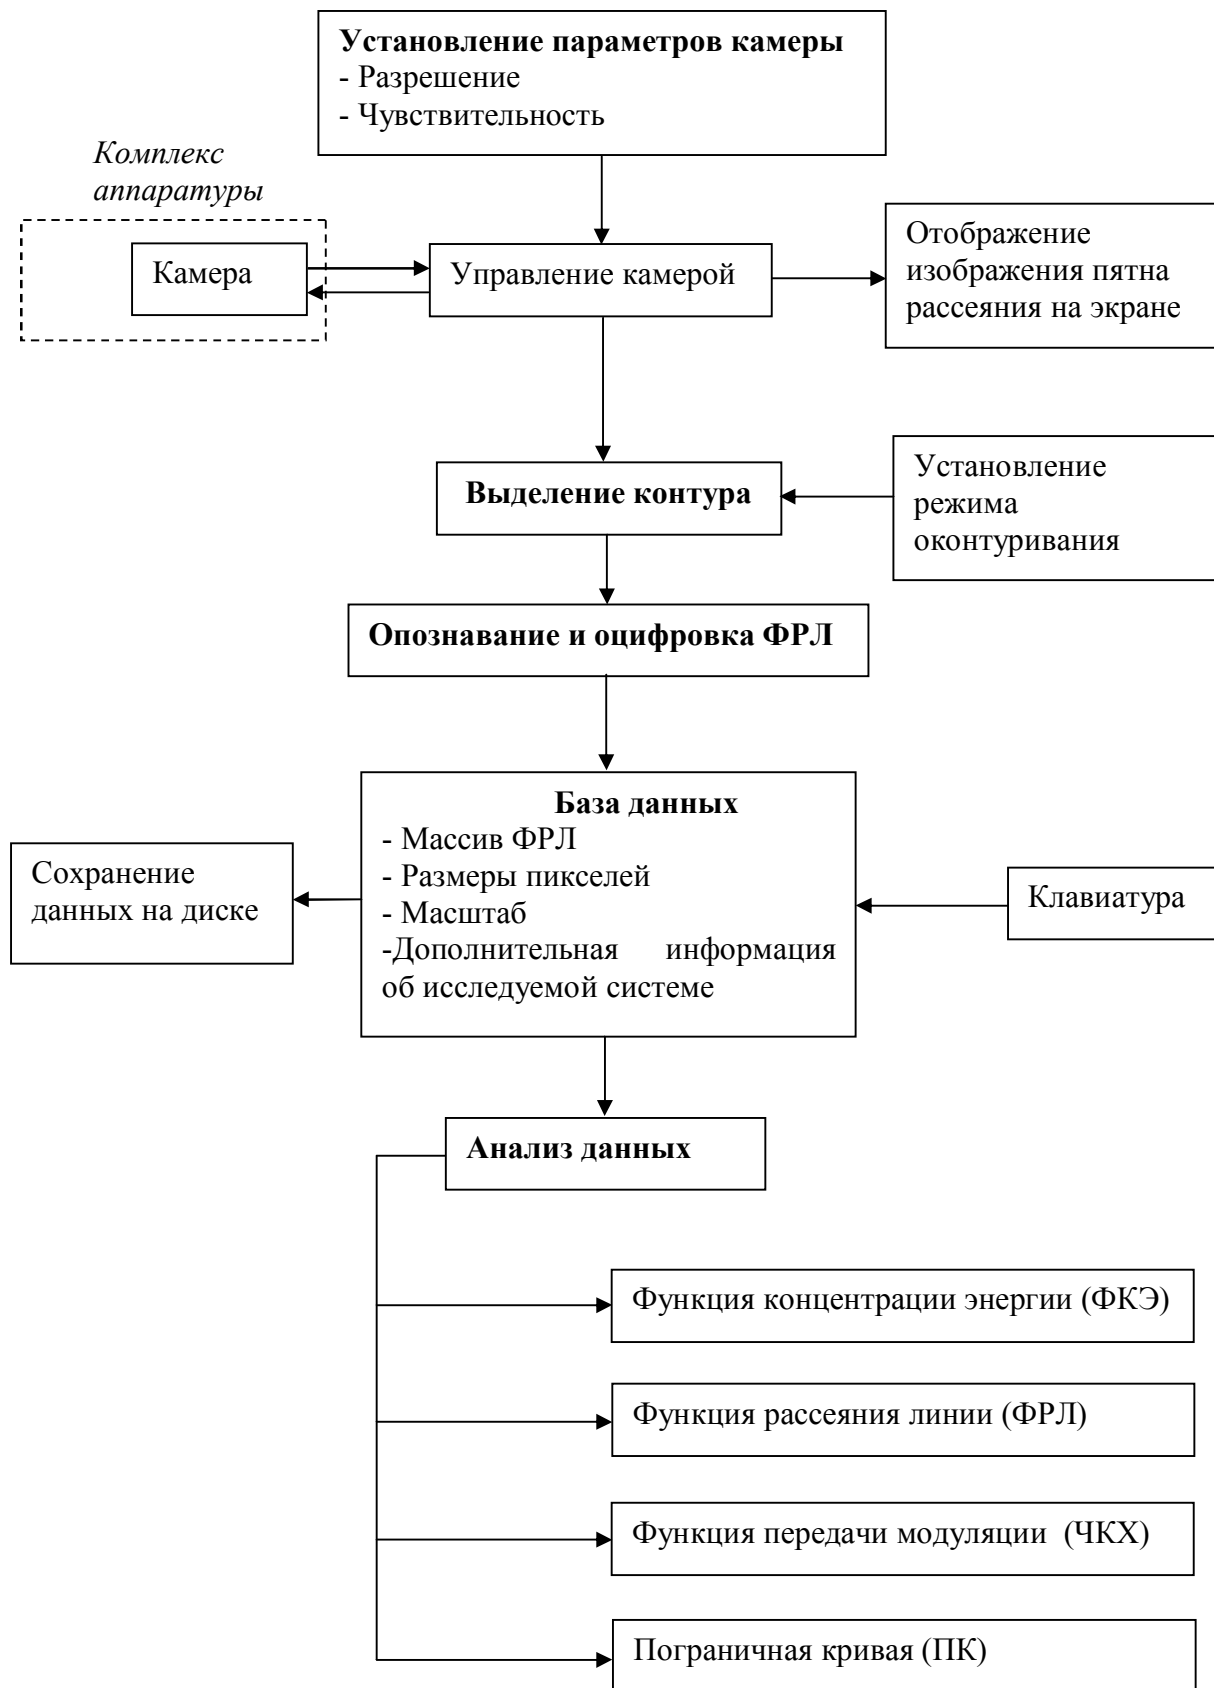 Установление параметров камеры
- Разрешение
- Чувствительность
Комплекс
аппаратуры
Камера
Управление камерой
Отображение
изображения пятна
рассеяния на экране
Выделение контура
Установление
режима
оконтуривания
Опознавание и оцифровка ФРЛ
База данных
- Массив ФРЛ
- Размеры пикселей
- Масштаб
-Дополнительная информация
об исследуемой системе
Сохранение
данных на диске
Клавиатура
Анализ данных
Функция концентрации энергии (ФКЭ)
Функция рассеяния линии (ФРЛ)
Функция передачи модуляции (ЧКХ)
Пограничная кривая (ПК)